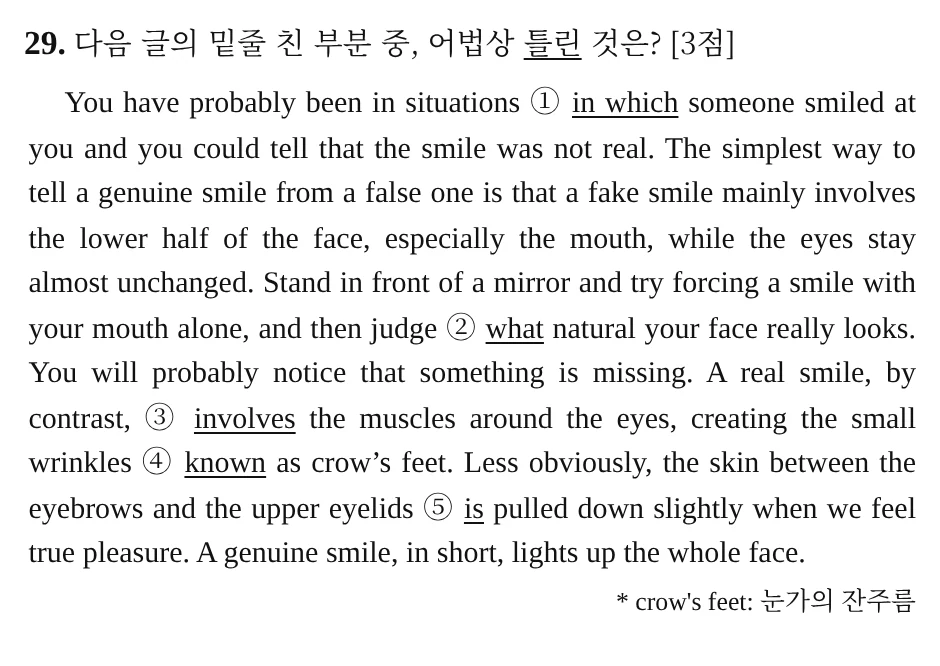 29. 다음 글의 밑줄 친 부분 중, 어법상 틀린 것은? [3점]
You have probably been in situations ① in which someone smiled at
you and you could tell that the smile was not real. The simplest way to
tell a genuine smile from a false one is that a fake smile mainly involves
the lower half of the face, especially the mouth, while the eyes stay
almost unchanged. Stand in front of a mirror and try forcing a smile with
your mouth alone, and then judge ② what natural your face really looks.
You will probably notice that something is missing. A real smile, by
contrast, ③ involves the muscles around the eyes, creating the small
wrinkles ④ known as crow’s feet. Less obviously, the skin between the
eyebrows and the upper eyelids ⑤ is pulled down slightly when we feel
true pleasure. A genuine smile, in short, lights up the whole face.
* crow's feet: 눈가의 잔주름